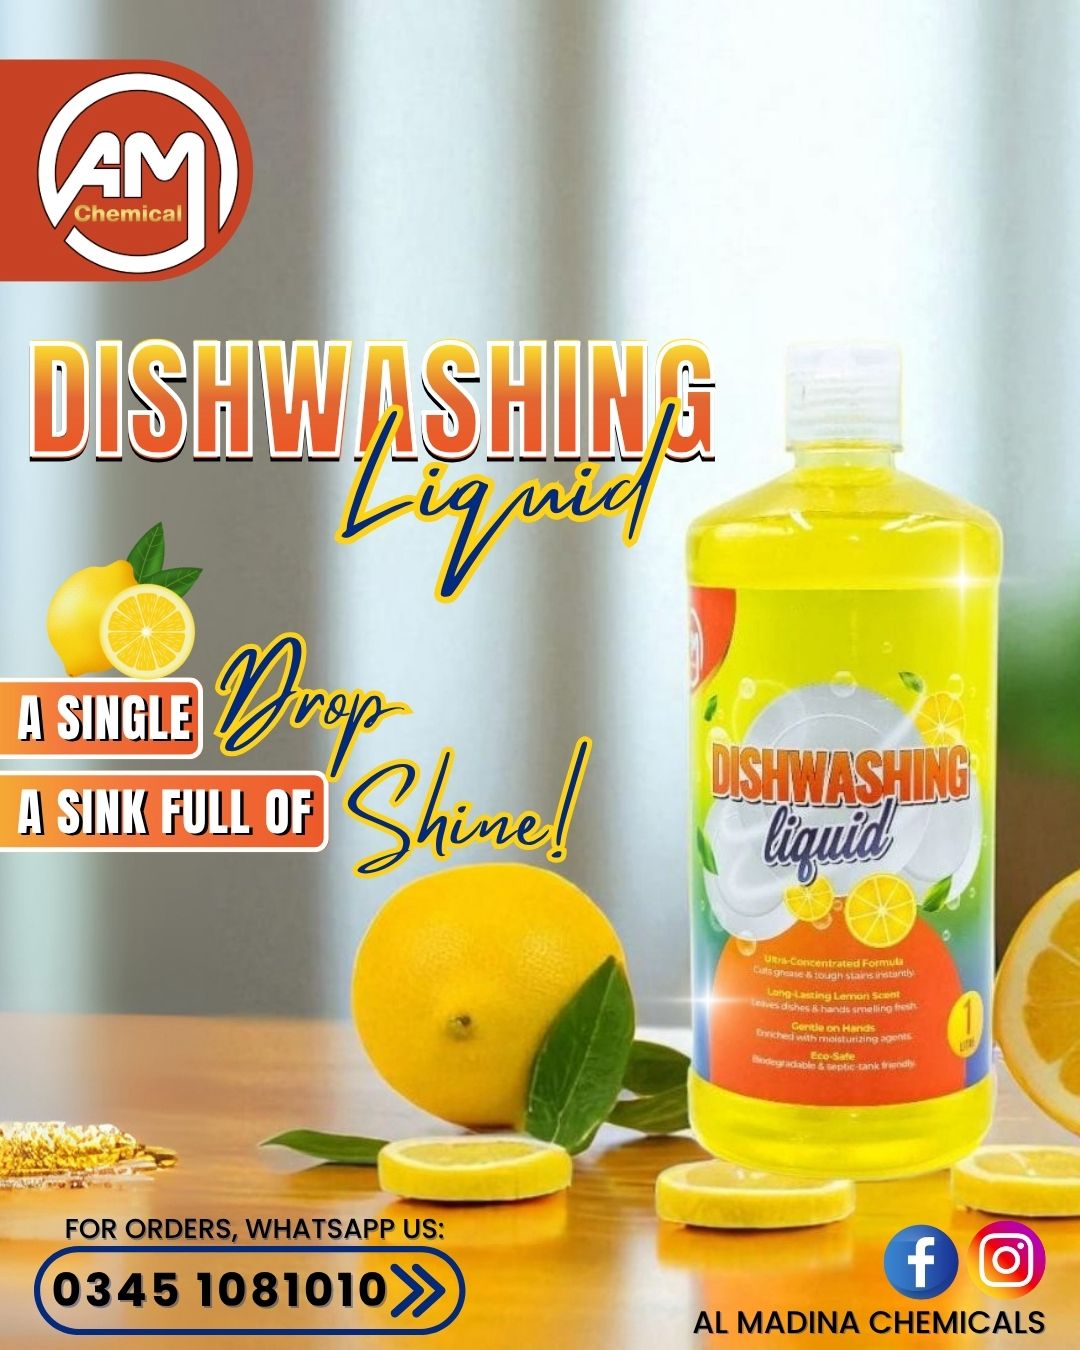 AM
Chemical
DISHWASHING
Liquid
A SINGLE Drop
A SINK FULL OF Shine!
M
DISHWASHING
liquid
Ultra-Concentrated Formula
Cuts grease & tough stains instantly.
Long-Lasting Lemon Scent
Leaves dishes & hands smelling fresh.
Gentle on Hands
Enriched with moisturizing agents.
Eco-Safe
Biodegradable & septic-tank friendly.
1
LITRE
FOR ORDERS, WHATSAPP US:
0345 1081010
AL MADINA CHEMICALS